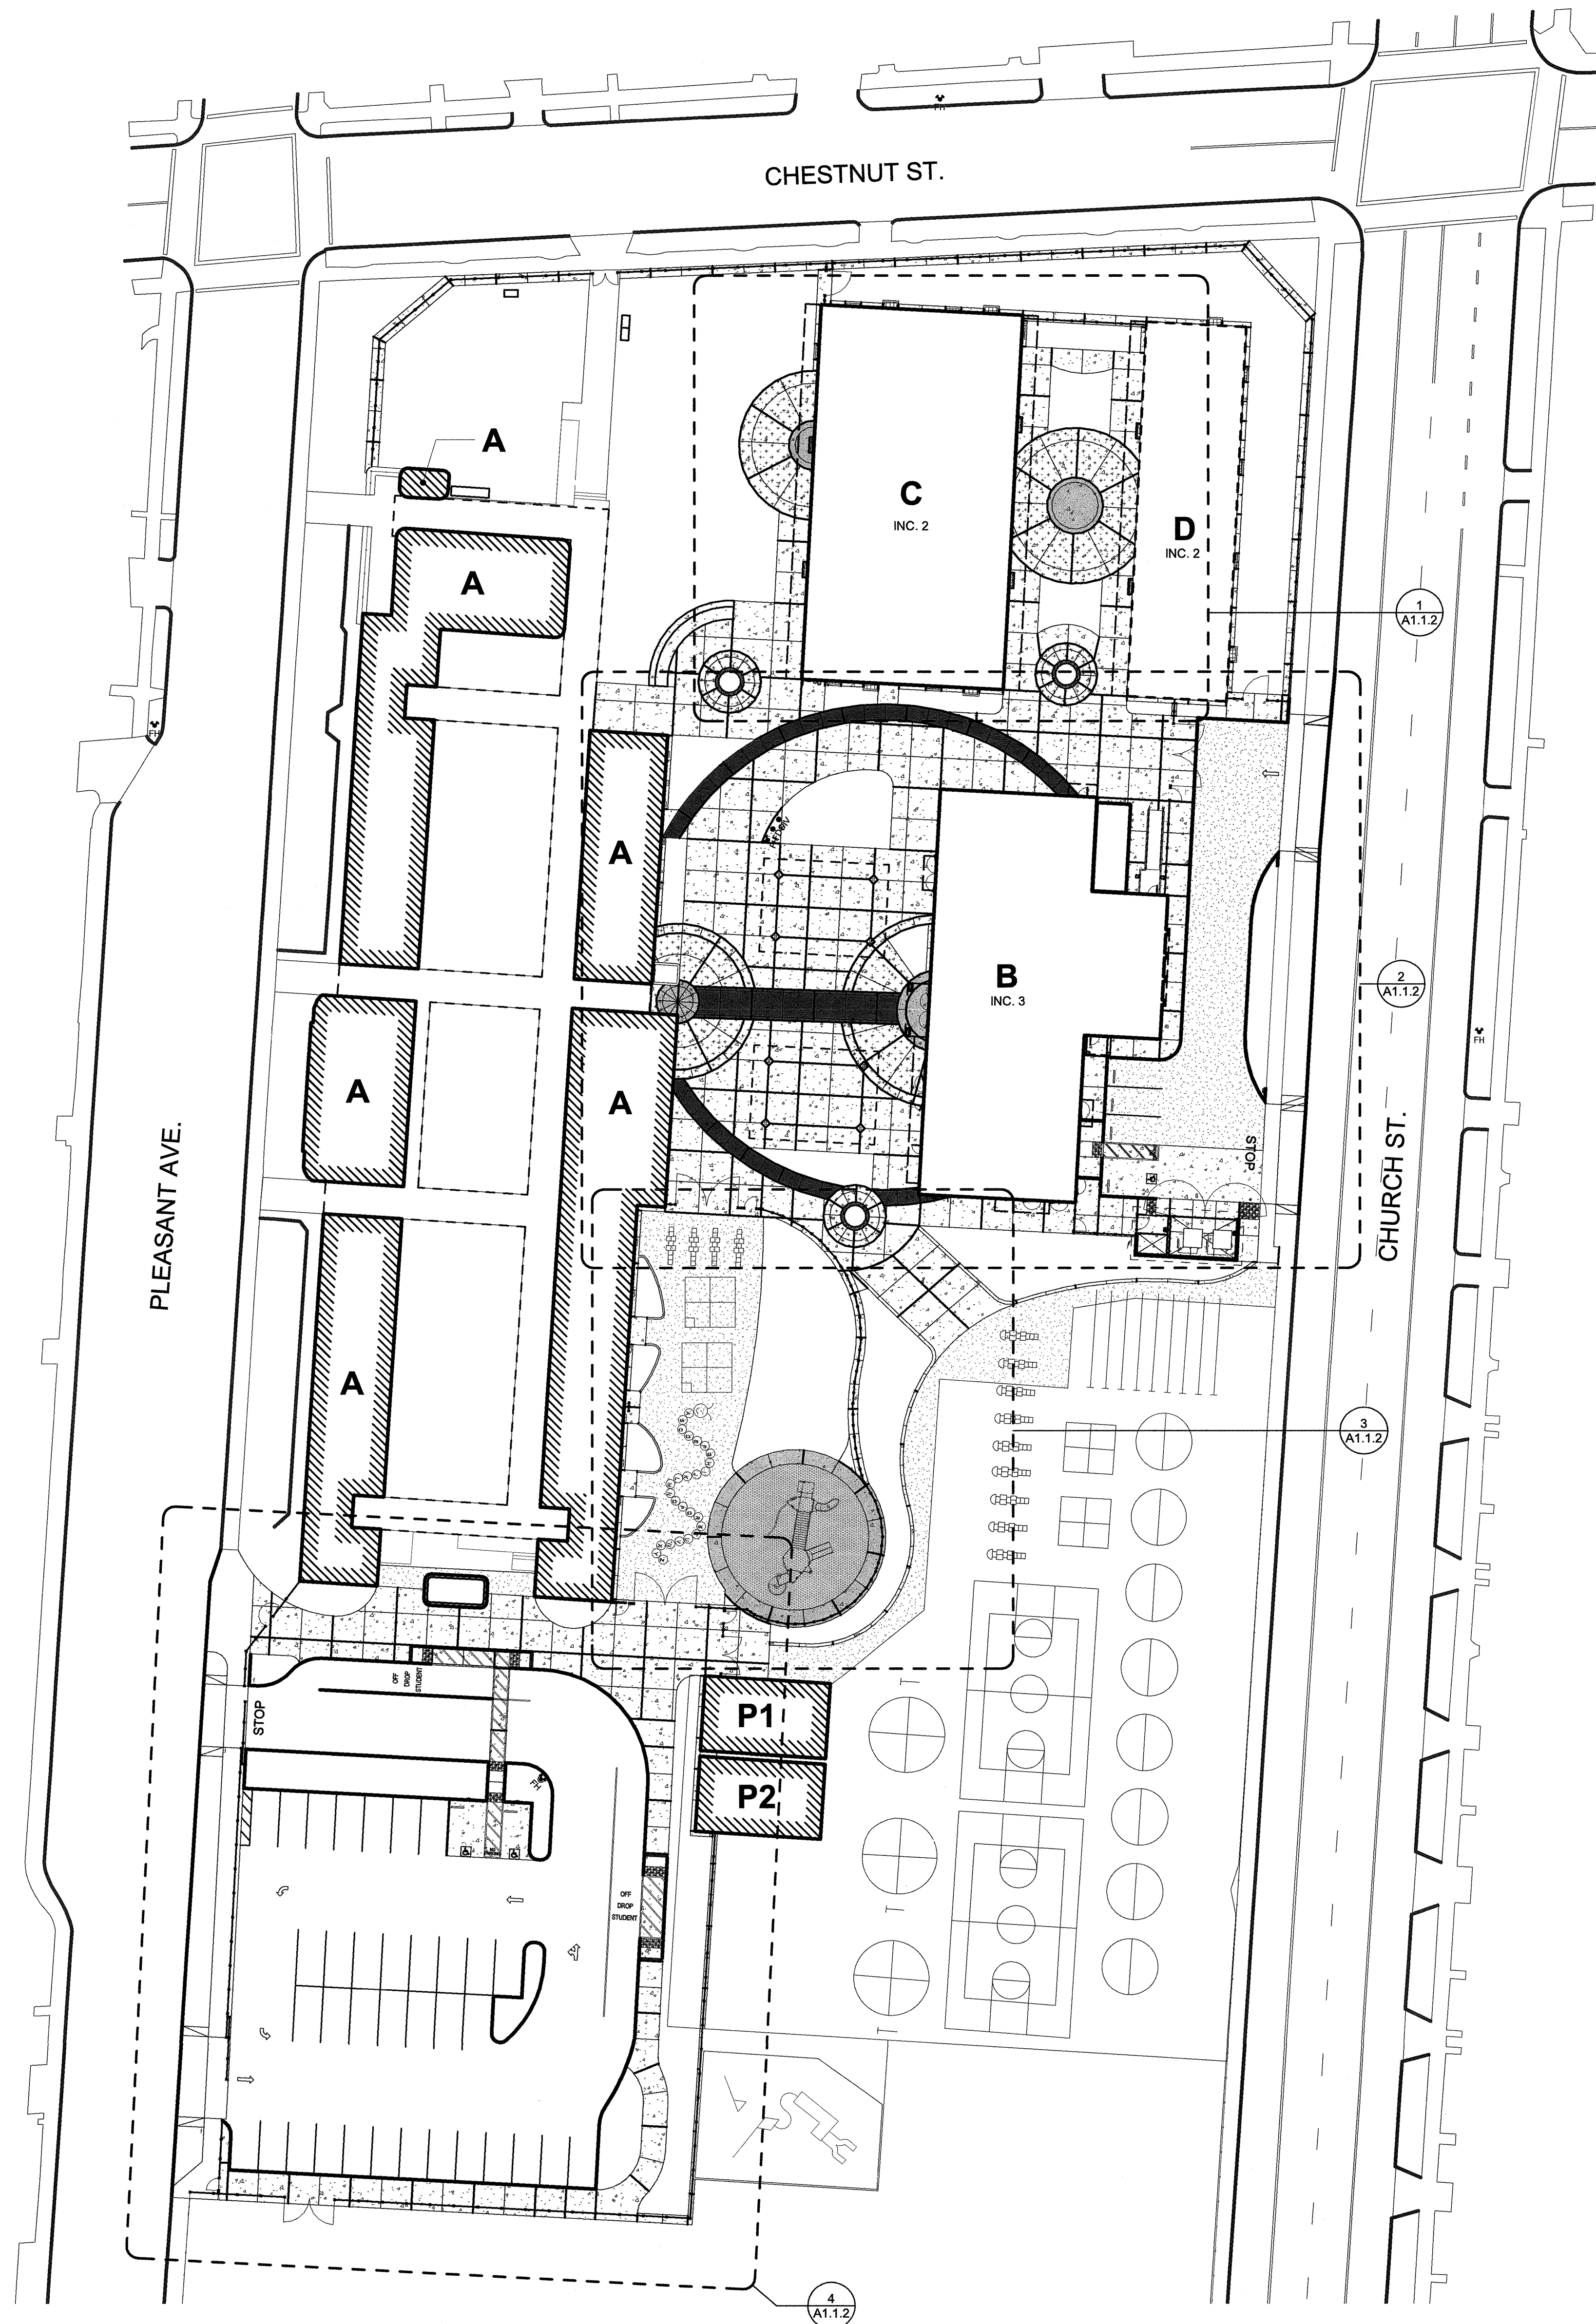 FH
CHESTNUT ST.
A
C
INC. 2
D
INC. 2
A
1
A1.1.2
FH
A
B
INC. 3
2
A1.1.2
FH
A
A
STOP
PLEASANT AVE.
CHURCH ST.
A
3
A1.1.2
OFF
DROP
STUDENT
STOP
P1
P2
FH
OFF
DROP
STUDENT
4
A1.1.2